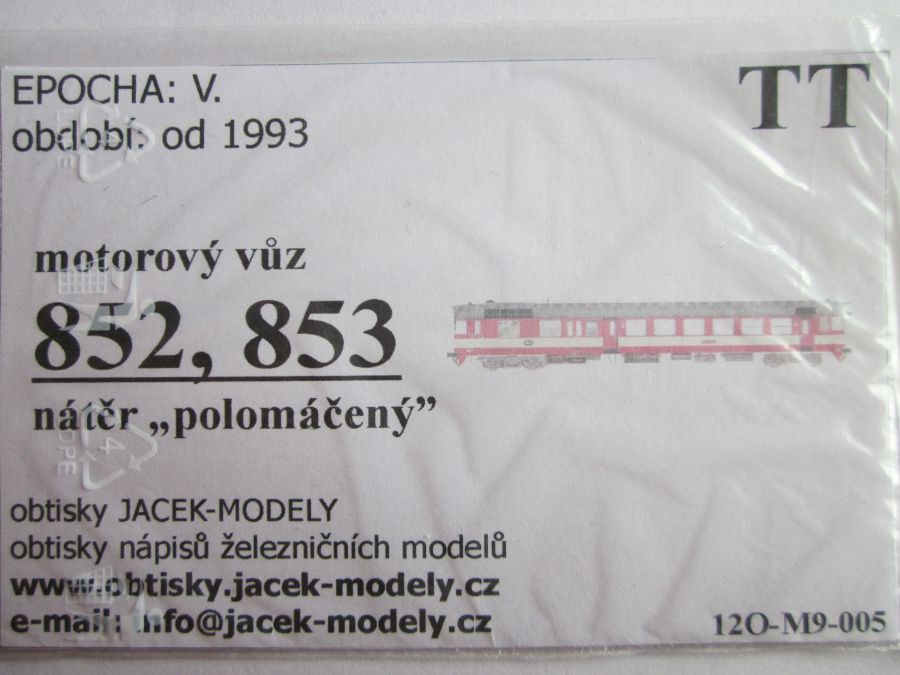 EPOCHA: V.
TT
období: od 1993
motorový vůz
852, 853
nátěr „polomáčený”
obtisky JACEK-MODELY
obtisky nápisů železničních modelů
www.obtisky.jacek-modely.cz
e-mail: info@jacek-modely.cz
12O-M9-005